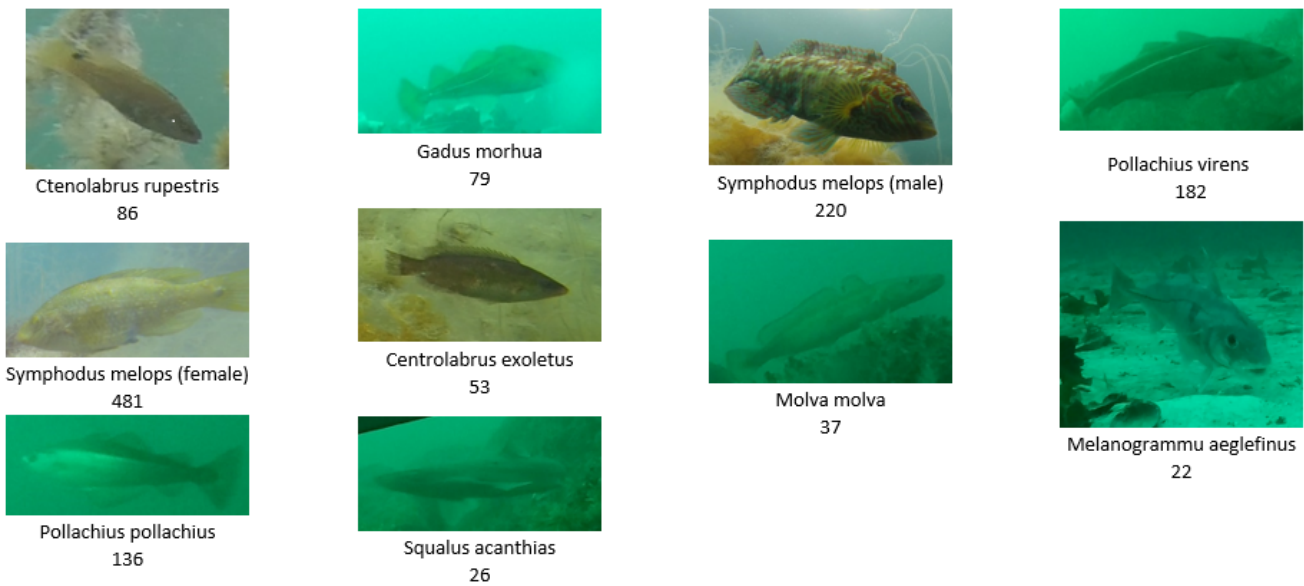 Ctenolabrus rupestris
86
Gadus morhua
79
Symphodus melops (male)
220
Pollachius virens
182
Symphodus melops (female)
481
Centrolabrus exoletus
53
Molva molva
37
Melanogrammu aeglefinus
22
Pollachius pollachius
136
Squalus acanthias
26